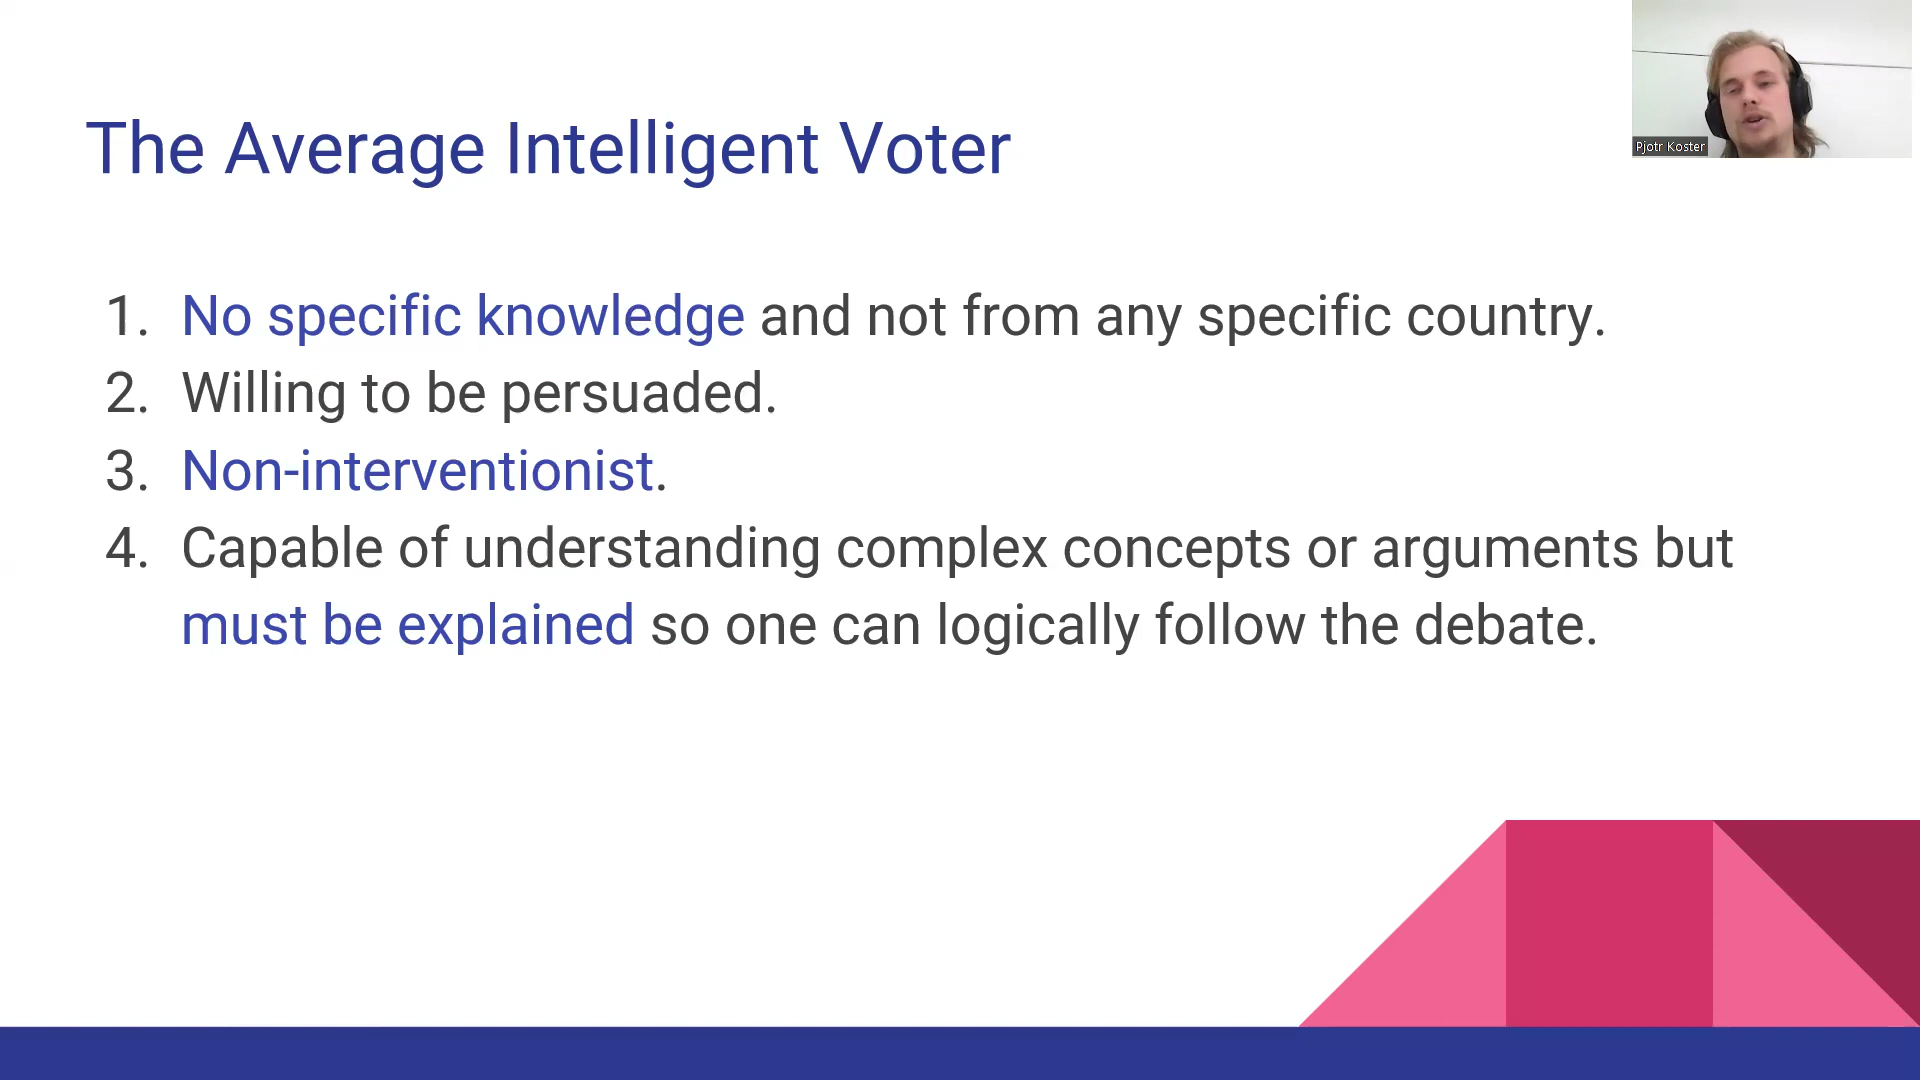 The Average Intelligent Voter
Pjotr Koster
1. No specific knowledge and not from any specific country.
2. Willing to be persuaded.
3. Non-interventionist.
4. Capable of understanding complex concepts or arguments but
must be explained so one can logically follow the debate.